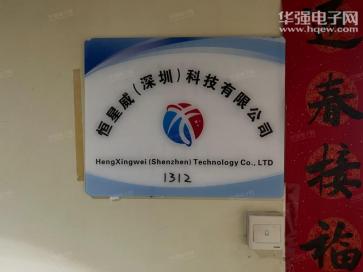 华强电子网
www.hqew.com
恒星威(深圳)科技有限公司
HengXingwei (Shenzhen) Technology Co., LTD
1312
迎春接福